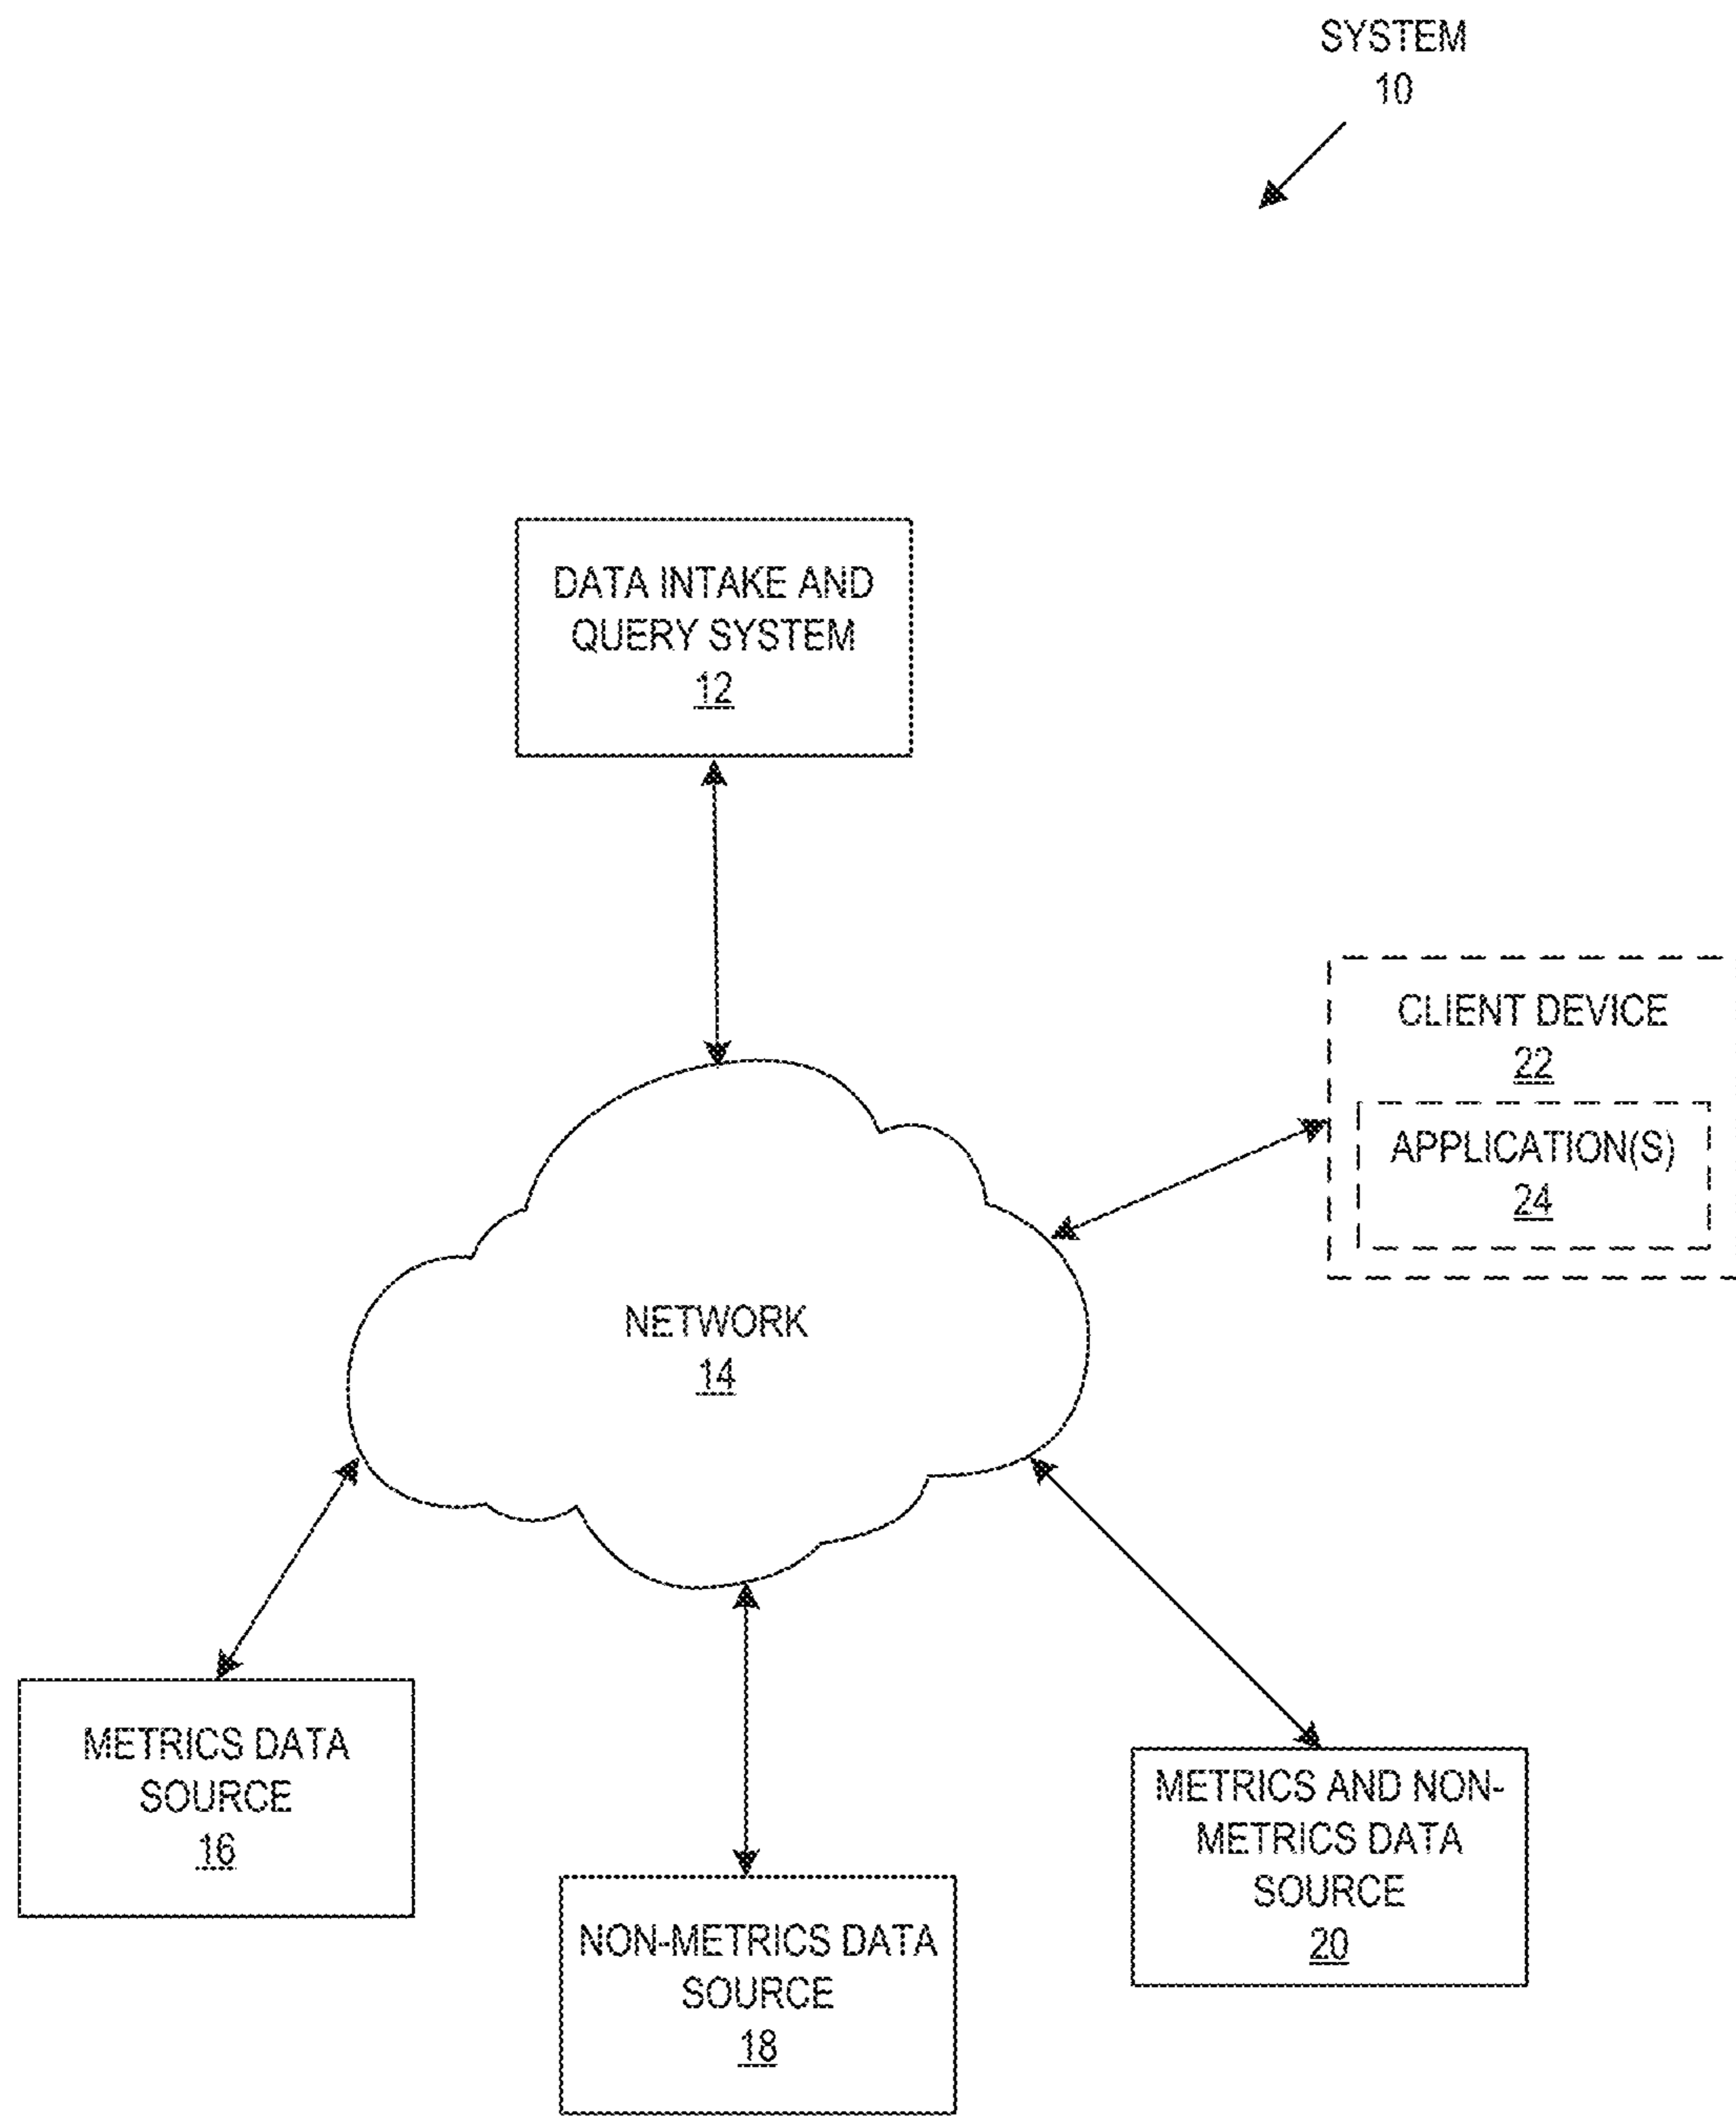 SYSTEM
10
DATA INTAKE AND
QUERY SYSTEM
12
CLIENT DEVICE
22
APPLICATION(S)
24
NETWORK
14
METRICS DATA
SOURCE
16
NON-METRICS DATA
SOURCE
18
METRICS AND NON-
METRICS DATA
SOURCE
20